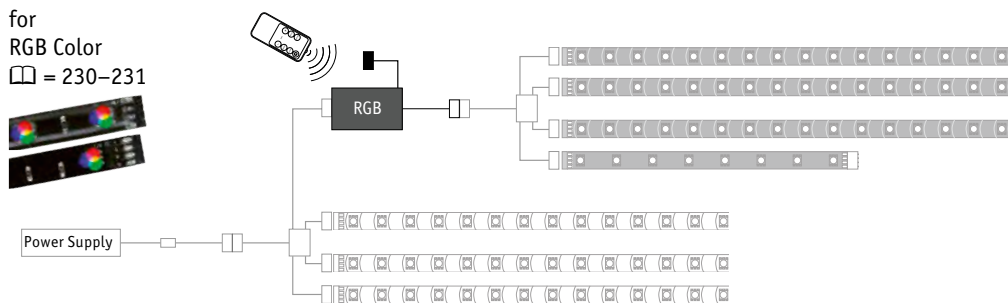 for
RGB Color
📖 = 230–231
RGB
Power Supply